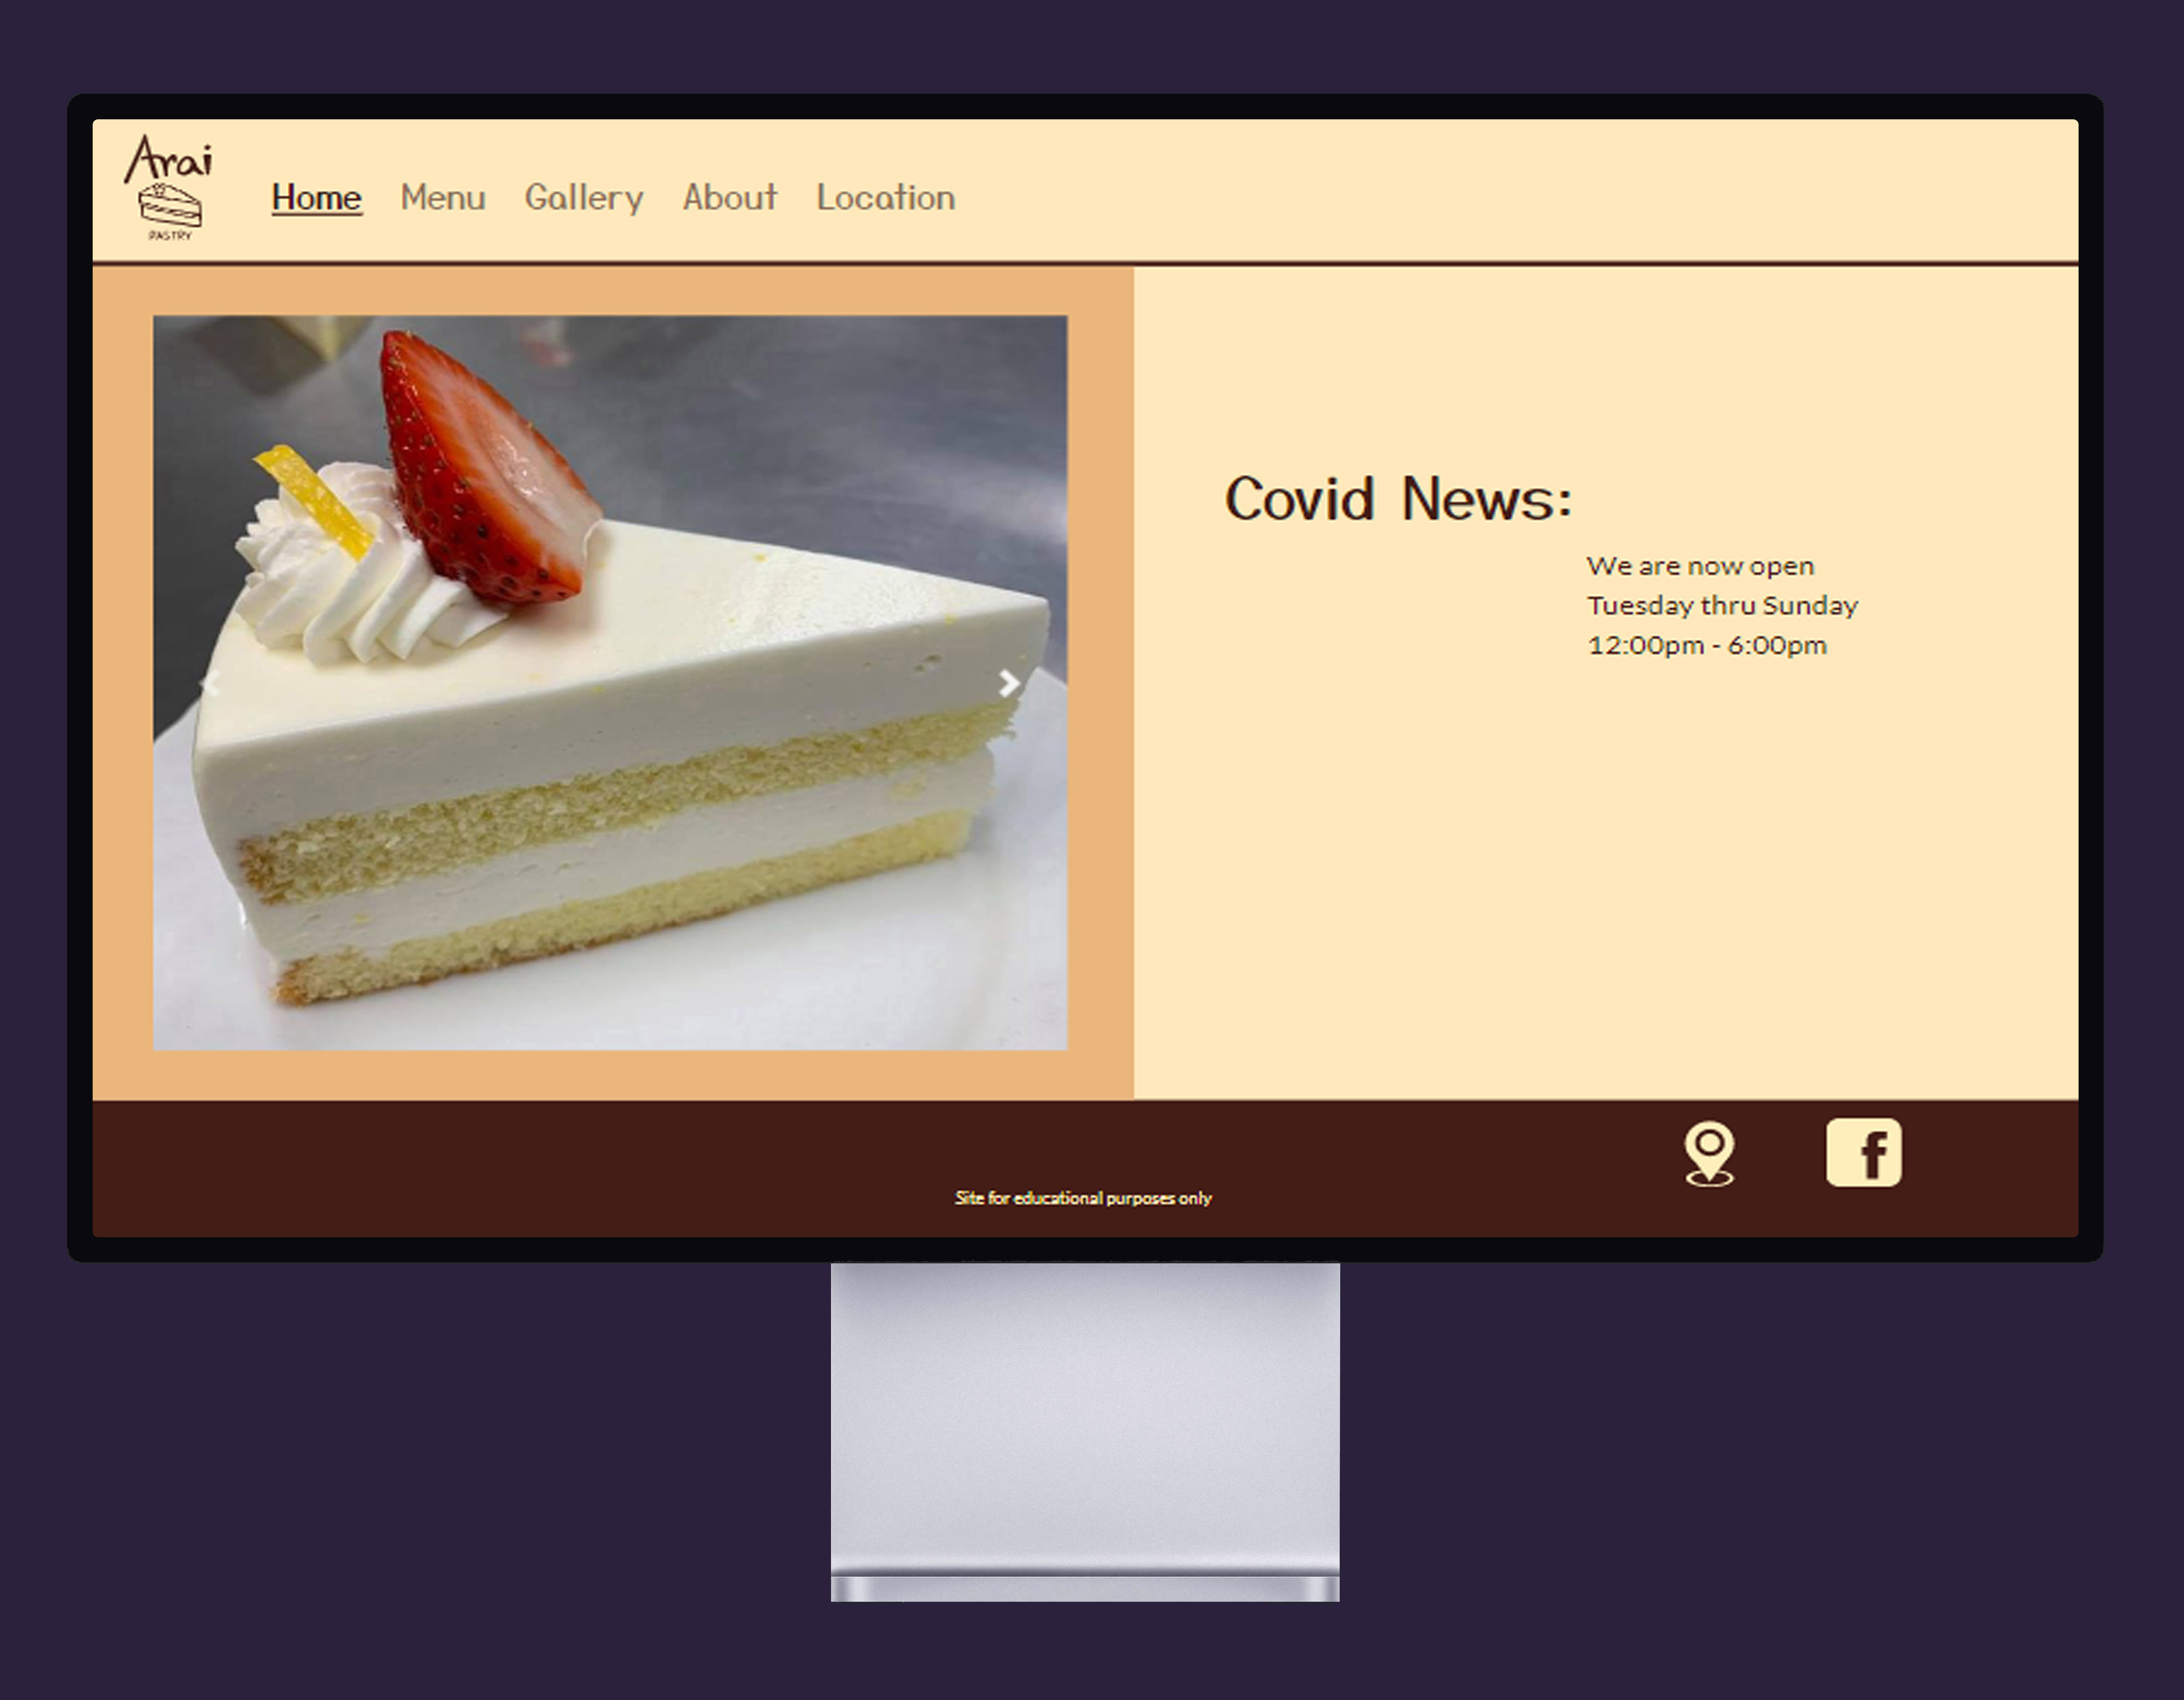 Arai
PASTRY
Home Menu Gallery About Location
Covid News:
We are now open
Tuesday thru Sunday
12:00pm - 6:00pm
f
Site for educational purposes only